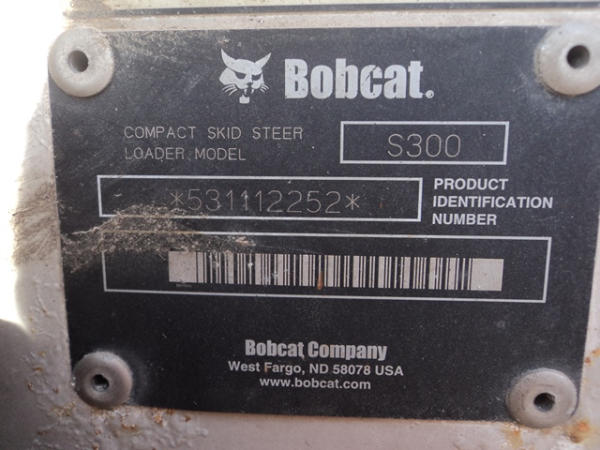 Bobcat.
COMPACT SKID STEER
LOADER MODEL
S300
*531112252*
PRODUCT
IDENTIFICATION
NUMBER
Bobcat Company
West Fargo, ND 58078 USA
www.bobcat.com